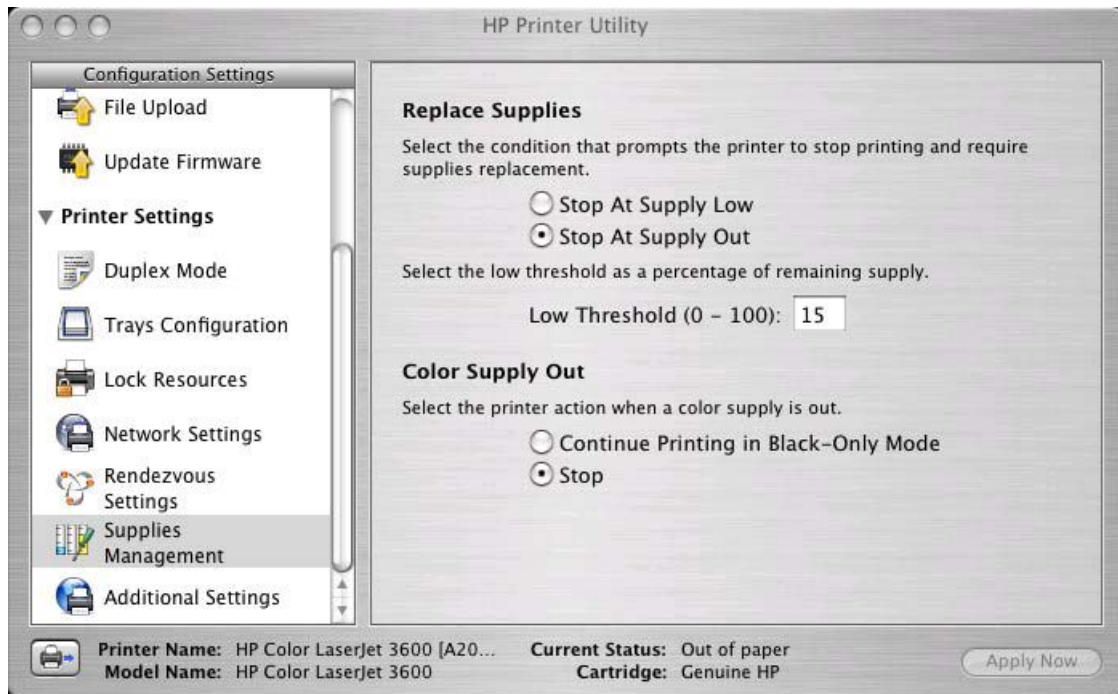 HP Printer Utility
Configuration Settings
File Upload
Update Firmware
Printer Settings
Duplex Mode
Trays Configuration
Lock Resources
Network Settings
Rendezvous
Settings
Supplies
Management
Additional Settings
Replace Supplies
Select the condition that prompts the printer to stop printing and require
supplies replacement.
Stop At Supply Low
Stop At Supply Out
Select the low threshold as a percentage of remaining supply.
Low Threshold (0 – 100): 15
Color Supply Out
Select the printer action when a color supply is out.
Continue Printing in Black-Only Mode
Stop
Printer Name: HP Color LaserJet 3600 [A20...
Model Name: HP Color LaserJet 3600
Current Status: Out of paper
Cartridge: Genuine HP
Apply Now